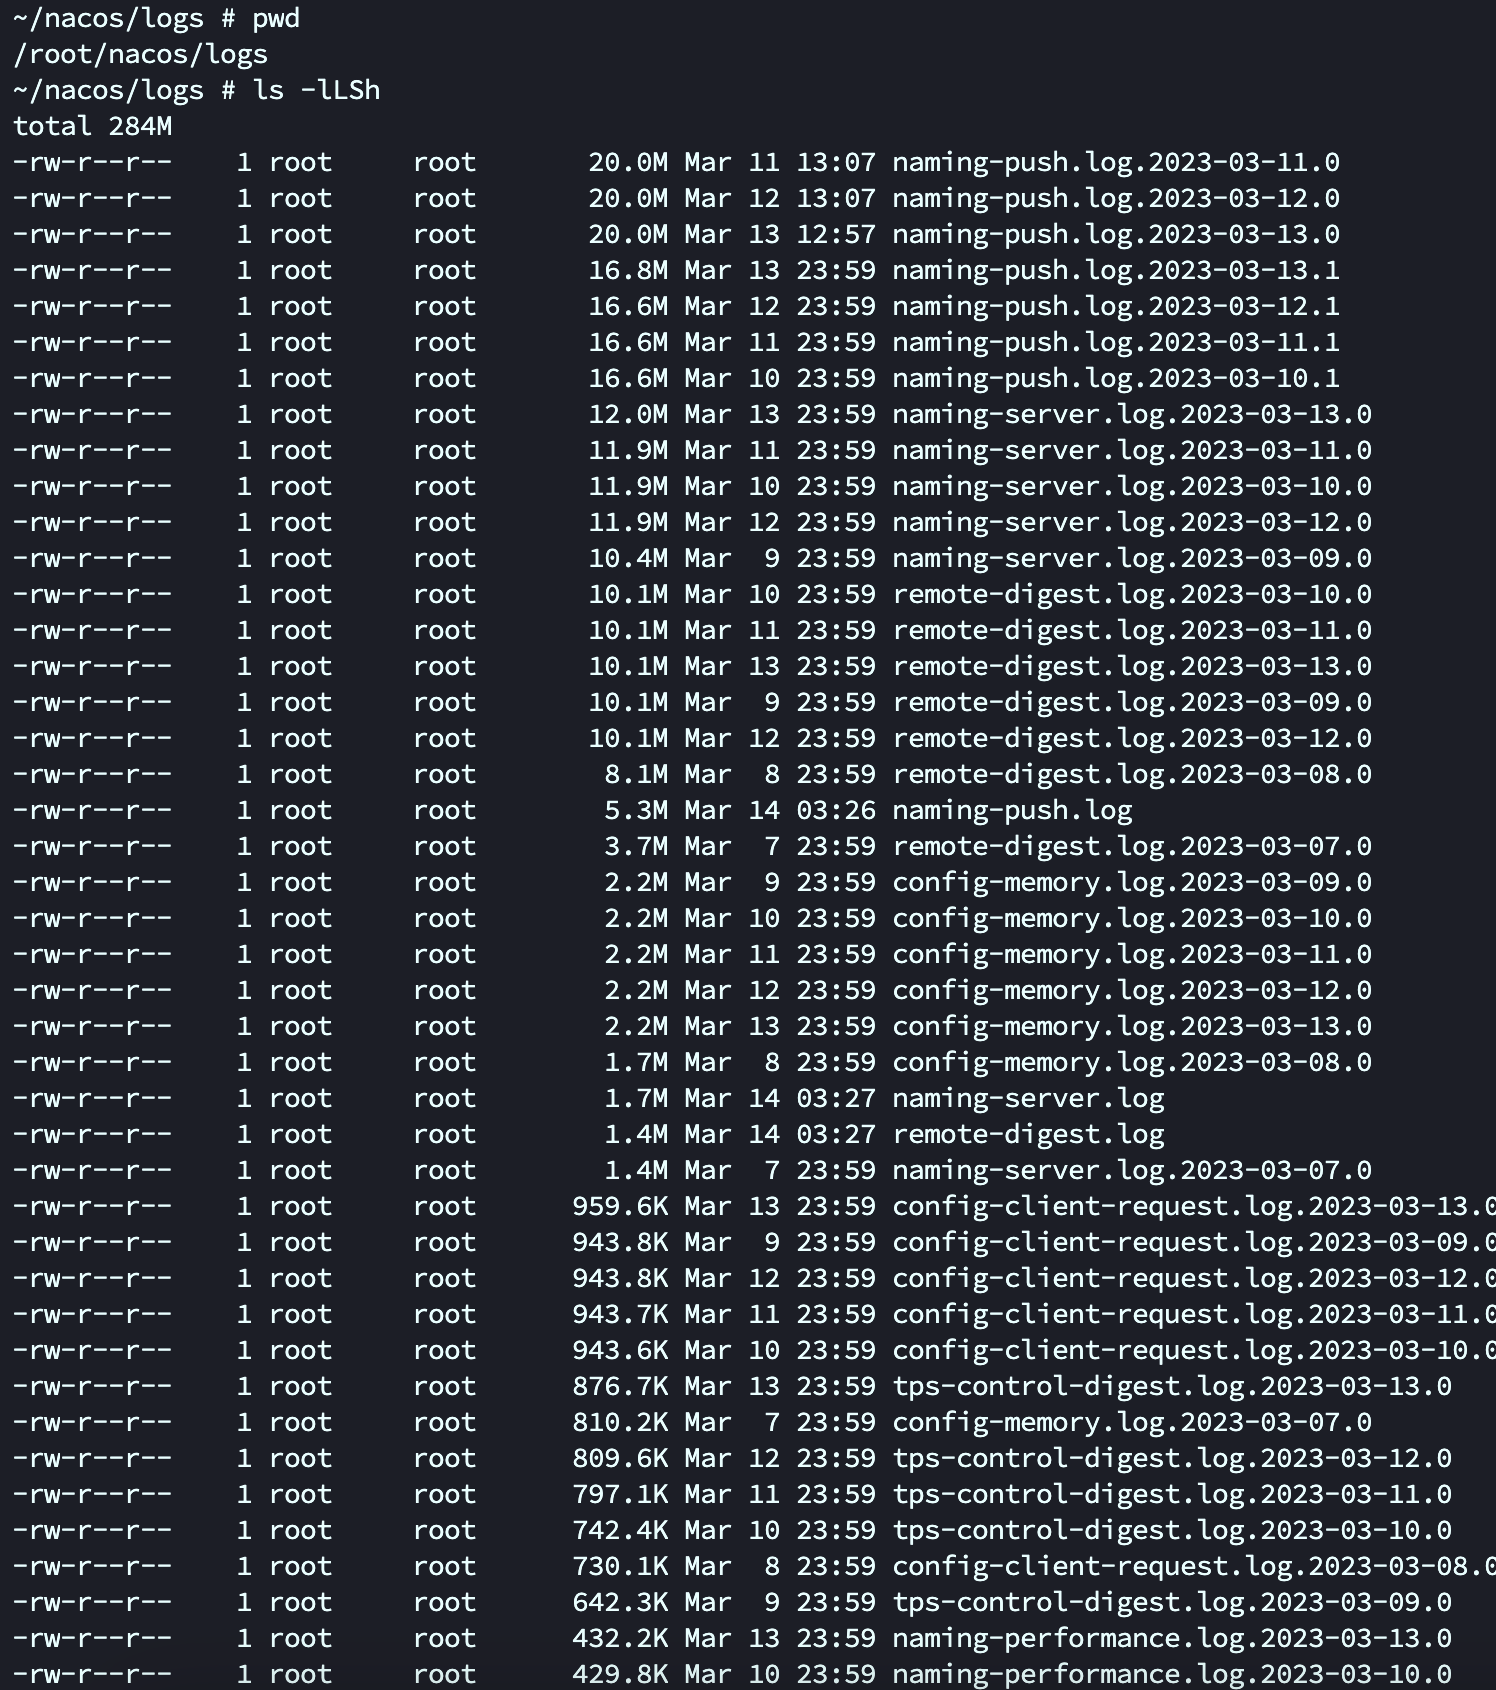 ~/nacos/logs # pwd
/root/nacos/logs
~/nacos/logs # ls -lLSh
total 284M
-rw-r--r--    1 root     root       20.0M Mar 11 13:07 naming-push.log.2023-03-11.0
-rw-r--r--    1 root     root       20.0M Mar 12 13:07 naming-push.log.2023-03-12.0
-rw-r--r--    1 root     root       20.0M Mar 13 12:57 naming-push.log.2023-03-13.0
-rw-r--r--    1 root     root       16.8M Mar 13 23:59 naming-push.log.2023-03-13.1
-rw-r--r--    1 root     root       16.6M Mar 12 23:59 naming-push.log.2023-03-12.1
-rw-r--r--    1 root     root       16.6M Mar 11 23:59 naming-push.log.2023-03-11.1
-rw-r--r--    1 root     root       16.6M Mar 10 23:59 naming-push.log.2023-03-10.1
-rw-r--r--    1 root     root       12.0M Mar 13 23:59 naming-server.log.2023-03-13.0
-rw-r--r--    1 root     root       11.9M Mar 11 23:59 naming-server.log.2023-03-11.0
-rw-r--r--    1 root     root       11.9M Mar 10 23:59 naming-server.log.2023-03-10.0
-rw-r--r--    1 root     root       11.9M Mar 12 23:59 naming-server.log.2023-03-12.0
-rw-r--r--    1 root     root       10.4M Mar  9 23:59 naming-server.log.2023-03-09.0
-rw-r--r--    1 root     root       10.1M Mar 10 23:59 remote-digest.log.2023-03-10.0
-rw-r--r--    1 root     root       10.1M Mar 11 23:59 remote-digest.log.2023-03-11.0
-rw-r--r--    1 root     root       10.1M Mar 13 23:59 remote-digest.log.2023-03-13.0
-rw-r--r--    1 root     root       10.1M Mar  9 23:59 remote-digest.log.2023-03-09.0
-rw-r--r--    1 root     root       10.1M Mar 12 23:59 remote-digest.log.2023-03-12.0
-rw-r--r--    1 root     root        8.1M Mar  8 23:59 remote-digest.log.2023-03-08.0
-rw-r--r--    1 root     root        5.3M Mar 14 03:26 naming-push.log
-rw-r--r--    1 root     root        3.7M Mar  7 23:59 remote-digest.log.2023-03-07.0
-rw-r--r--    1 root     root        2.2M Mar  9 23:59 config-memory.log.2023-03-09.0
-rw-r--r--    1 root     root        2.2M Mar 10 23:59 config-memory.log.2023-03-10.0
-rw-r--r--    1 root     root        2.2M Mar 11 23:59 config-memory.log.2023-03-11.0
-rw-r--r--    1 root     root        2.2M Mar 12 23:59 config-memory.log.2023-03-12.0
-rw-r--r--    1 root     root        2.2M Mar 13 23:59 config-memory.log.2023-03-13.0
-rw-r--r--    1 root     root        1.7M Mar  8 23:59 config-memory.log.2023-03-08.0
-rw-r--r--    1 root     root        1.7M Mar 14 03:27 naming-server.log
-rw-r--r--    1 root     root        1.4M Mar 14 03:27 remote-digest.log
-rw-r--r--    1 root     root        1.4M Mar  7 23:59 naming-server.log.2023-03-07.0
-rw-r--r--    1 root     root      959.6K Mar 13 23:59 config-client-request.log.2023-03-13.0
-rw-r--r--    1 root     root      943.8K Mar  9 23:59 config-client-request.log.2023-03-09.0
-rw-r--r--    1 root     root      943.8K Mar 12 23:59 config-client-request.log.2023-03-12.0
-rw-r--r--    1 root     root      943.7K Mar 11 23:59 config-client-request.log.2023-03-11.0
-rw-r--r--    1 root     root      943.6K Mar 10 23:59 config-client-request.log.2023-03-10.0
-rw-r--r--    1 root     root      876.7K Mar 13 23:59 tps-control-digest.log.2023-03-13.0
-rw-r--r--    1 root     root      810.2K Mar  7 23:59 config-memory.log.2023-03-07.0
-rw-r--r--    1 root     root      809.6K Mar 12 23:59 tps-control-digest.log.2023-03-12.0
-rw-r--r--    1 root     root      797.1K Mar 11 23:59 tps-control-digest.log.2023-03-11.0
-rw-r--r--    1 root     root      742.4K Mar 10 23:59 tps-control-digest.log.2023-03-10.0
-rw-r--r--    1 root     root      730.1K Mar  8 23:59 config-client-request.log.2023-03-08.0
-rw-r--r--    1 root     root      642.3K Mar  9 23:59 tps-control-digest.log.2023-03-09.0
-rw-r--r--    1 root     root      432.2K Mar 13 23:59 naming-performance.log.2023-03-13.0
-rw-r--r--    1 root     root      429.8K Mar 10 23:59 naming-performance.log.2023-03-10.0